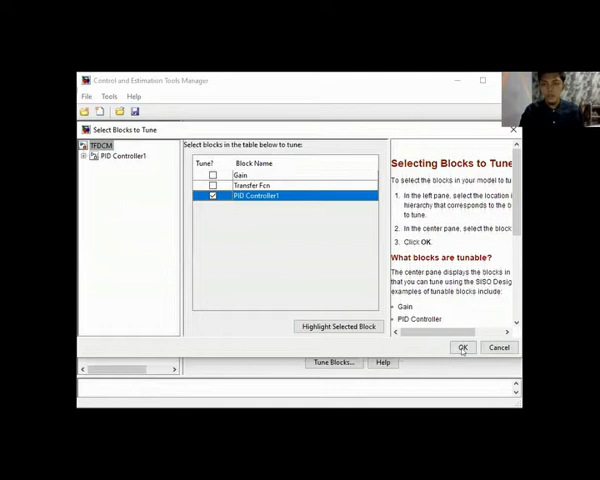 Control and Estimation Tools Manager
File Tools Help
Select Blocks to Tune
TFDCM
PID Controller1
Select blocks in the table below to tune:
Tune? Block Name
Gain
Transfer Fcn
PID Controller1
Highlight Selected Block
Selecting Blocks to Tune
To select the blocks in your model to
1. In the left pane, select the location i
hierarchy that corresponds to the b
to tune.
2. In the center pane, select the block
3. Click OK.
What blocks are tunable?
The center pane displays the blocks in
that you can tune using the SISO Desig
examples of tunable blocks include:
Gain
PID Controller
OK Cancel
Tune Blocks... Help